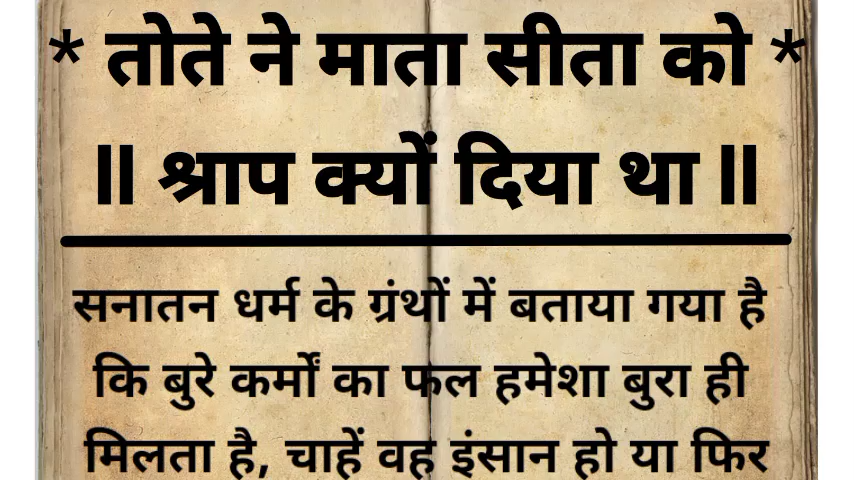 * तोते ने माता सीता को *
॥ श्राप क्यों दिया था ॥
सनातन धर्म के ग्रंथों में बताया गया है
कि बुरे कर्मों का फल हमेशा बुरा ही
मिलता है, चाहें वह इंसान हो या फिर